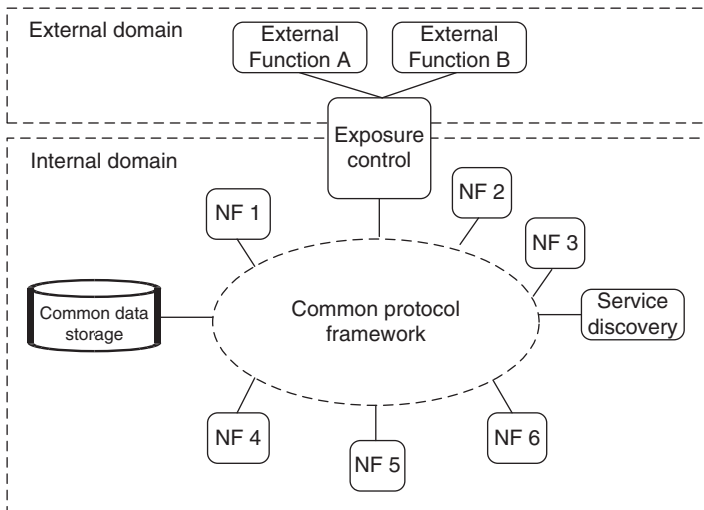 External domain
External
Function A
External
Function B
Exposure
control
Internal domain
NF 1
NF 2
NF 3
Common data
storage
Common protocol
framework
Service
discovery
NF 4
NF 5
NF 6